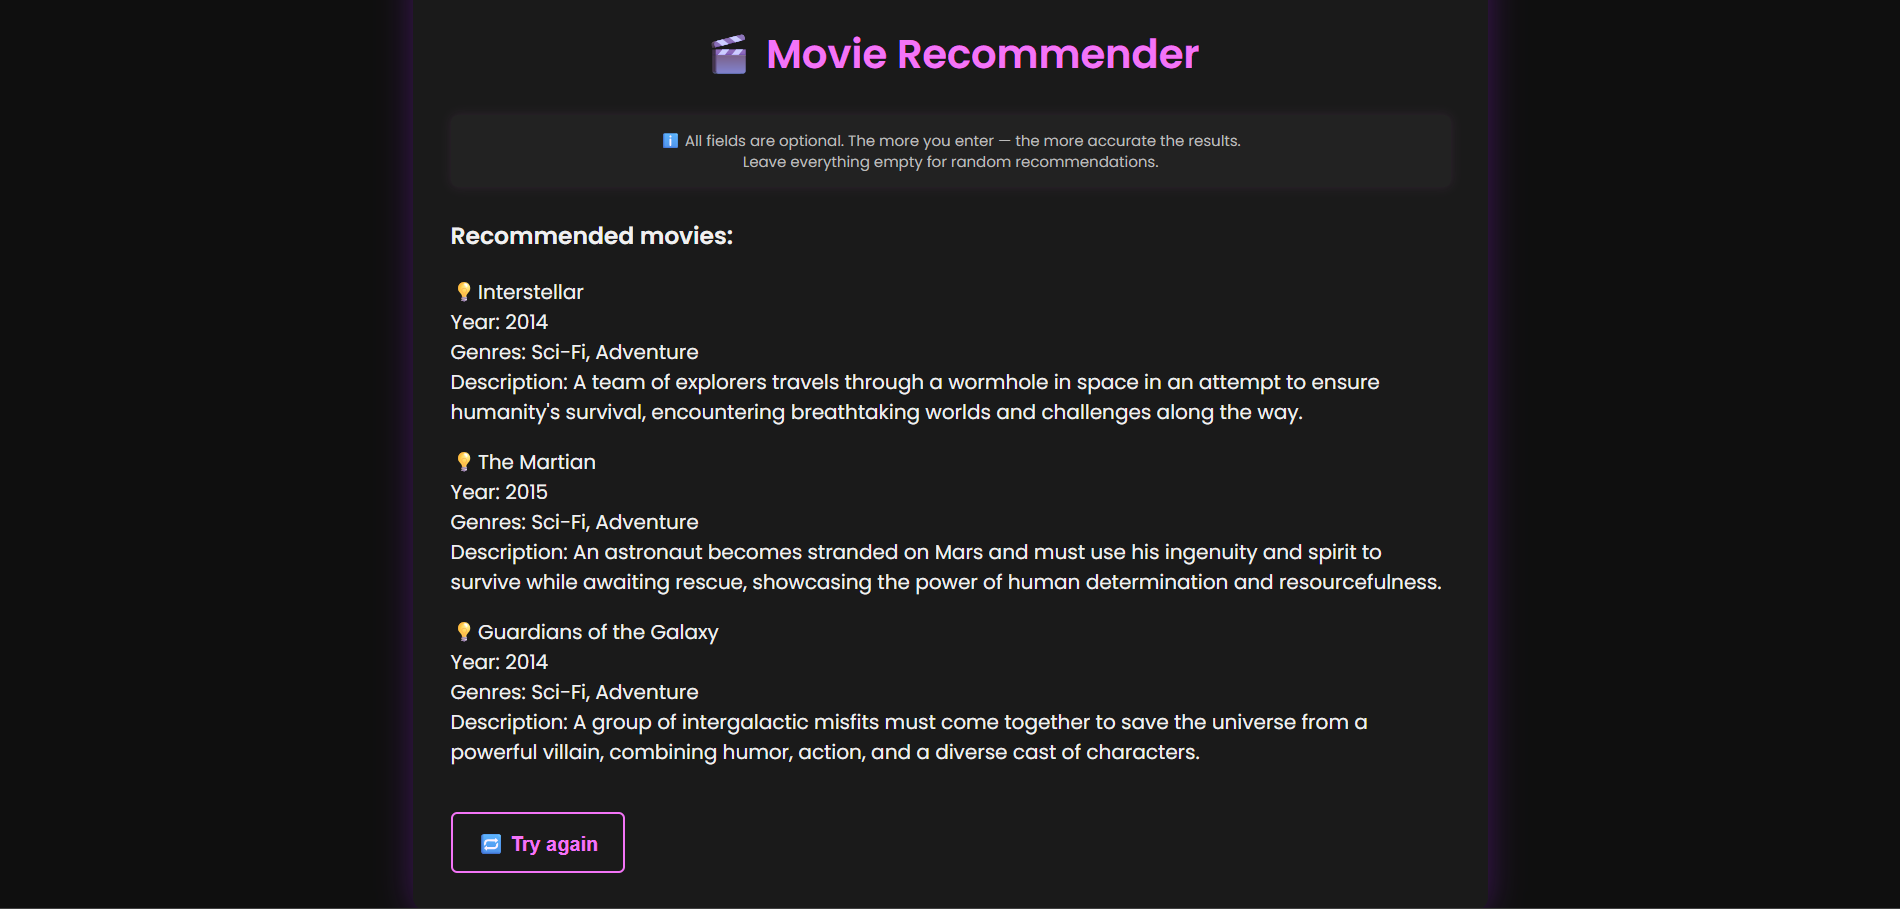 🎬 Movie Recommender
ℹ️ All fields are optional. The more you enter — the more accurate the results.
Leave everything empty for random recommendations.
Recommended movies:
💡 Interstellar
Year: 2014
Genres: Sci-Fi, Adventure
Description: A team of explorers travels through a wormhole in space in an attempt to ensure
humanity's survival, encountering breathtaking worlds and challenges along the way.
💡 The Martian
Year: 2015
Genres: Sci-Fi, Adventure
Description: An astronaut becomes stranded on Mars and must use his ingenuity and spirit to
survive while awaiting rescue, showcasing the power of human determination and resourcefulness.
💡 Guardians of the Galaxy
Year: 2014
Genres: Sci-Fi, Adventure
Description: A group of intergalactic misfits must come together to save the universe from a
powerful villain, combining humor, action, and a diverse cast of characters.
🔁 Try again